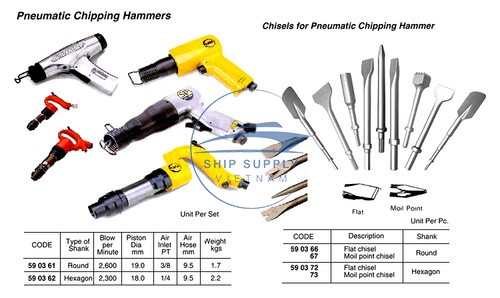 Pneumatic Chipping Hammers
Chisels for Pneumatic Chipping Hammer
SHIP SUPPLY
VIETNAM
Flat
Moil Point
Unit Per Set
CODE Type of Shank Blow per Minute Piston Dia mm Air Inlet PT Air Hose mm Weight kgs
59 03 61 Round 2,600 19.0 3/8 9.5 1.7
59 03 62 Hexagon 2,300 18.0 1/4 9.5 2.2
Unit Per Pc.
CODE Description Shank
59 03 66 Flat chisel Round
67 Moil point chisel
59 03 72 Flat chisel Hexagon
73 Moil point chisel